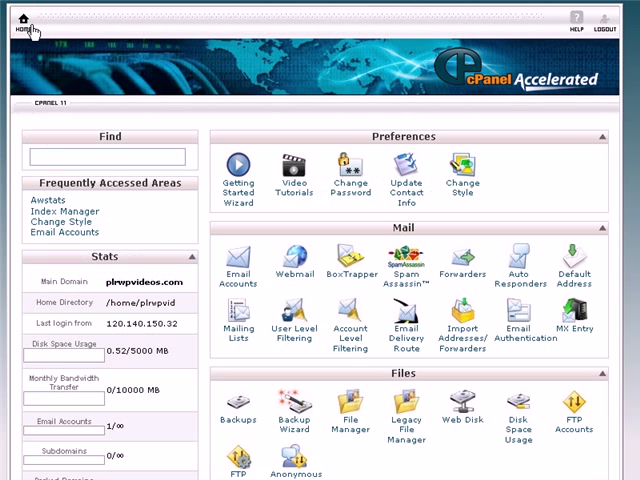 HOME
HELP
LOGOUT
cPanel Accelerated
CPANEL 11
Find
Frequently Accessed Areas
Awstats
Index Manager
Change Style
Email Accounts
Stats
Main Domain plrwpvideos.com
Home Directory /home/plrwpvid
Last login from 120.140.150.32
Disk Space Usage 0.52/5000 MB
Monthly Bandwidth
Transfer 0/10000 MB
Email Accounts 1/∞
Subdomains 0/∞
Preferences
Getting
Started
Wizard
Video
Tutorials
Change
Password
Update
Contact
Info
Change
Style
Mail
Email
Accounts
Webmail
BoxTrapper
Spam
Assassin™
Forwarders
Auto
Responders
Default
Address
Mailing
Lists
User Level
Filtering
Account
Level
Filtering
Email
Delivery
Route
Import
Addresses/
Forwarders
Email
Authentication
MX Entry
Files
Backups
Backup
Wizard
File
Manager
Legacy
File
Manager
Web Disk
Disk
Space
Usage
FTP
Accounts
FTP
Anonymous